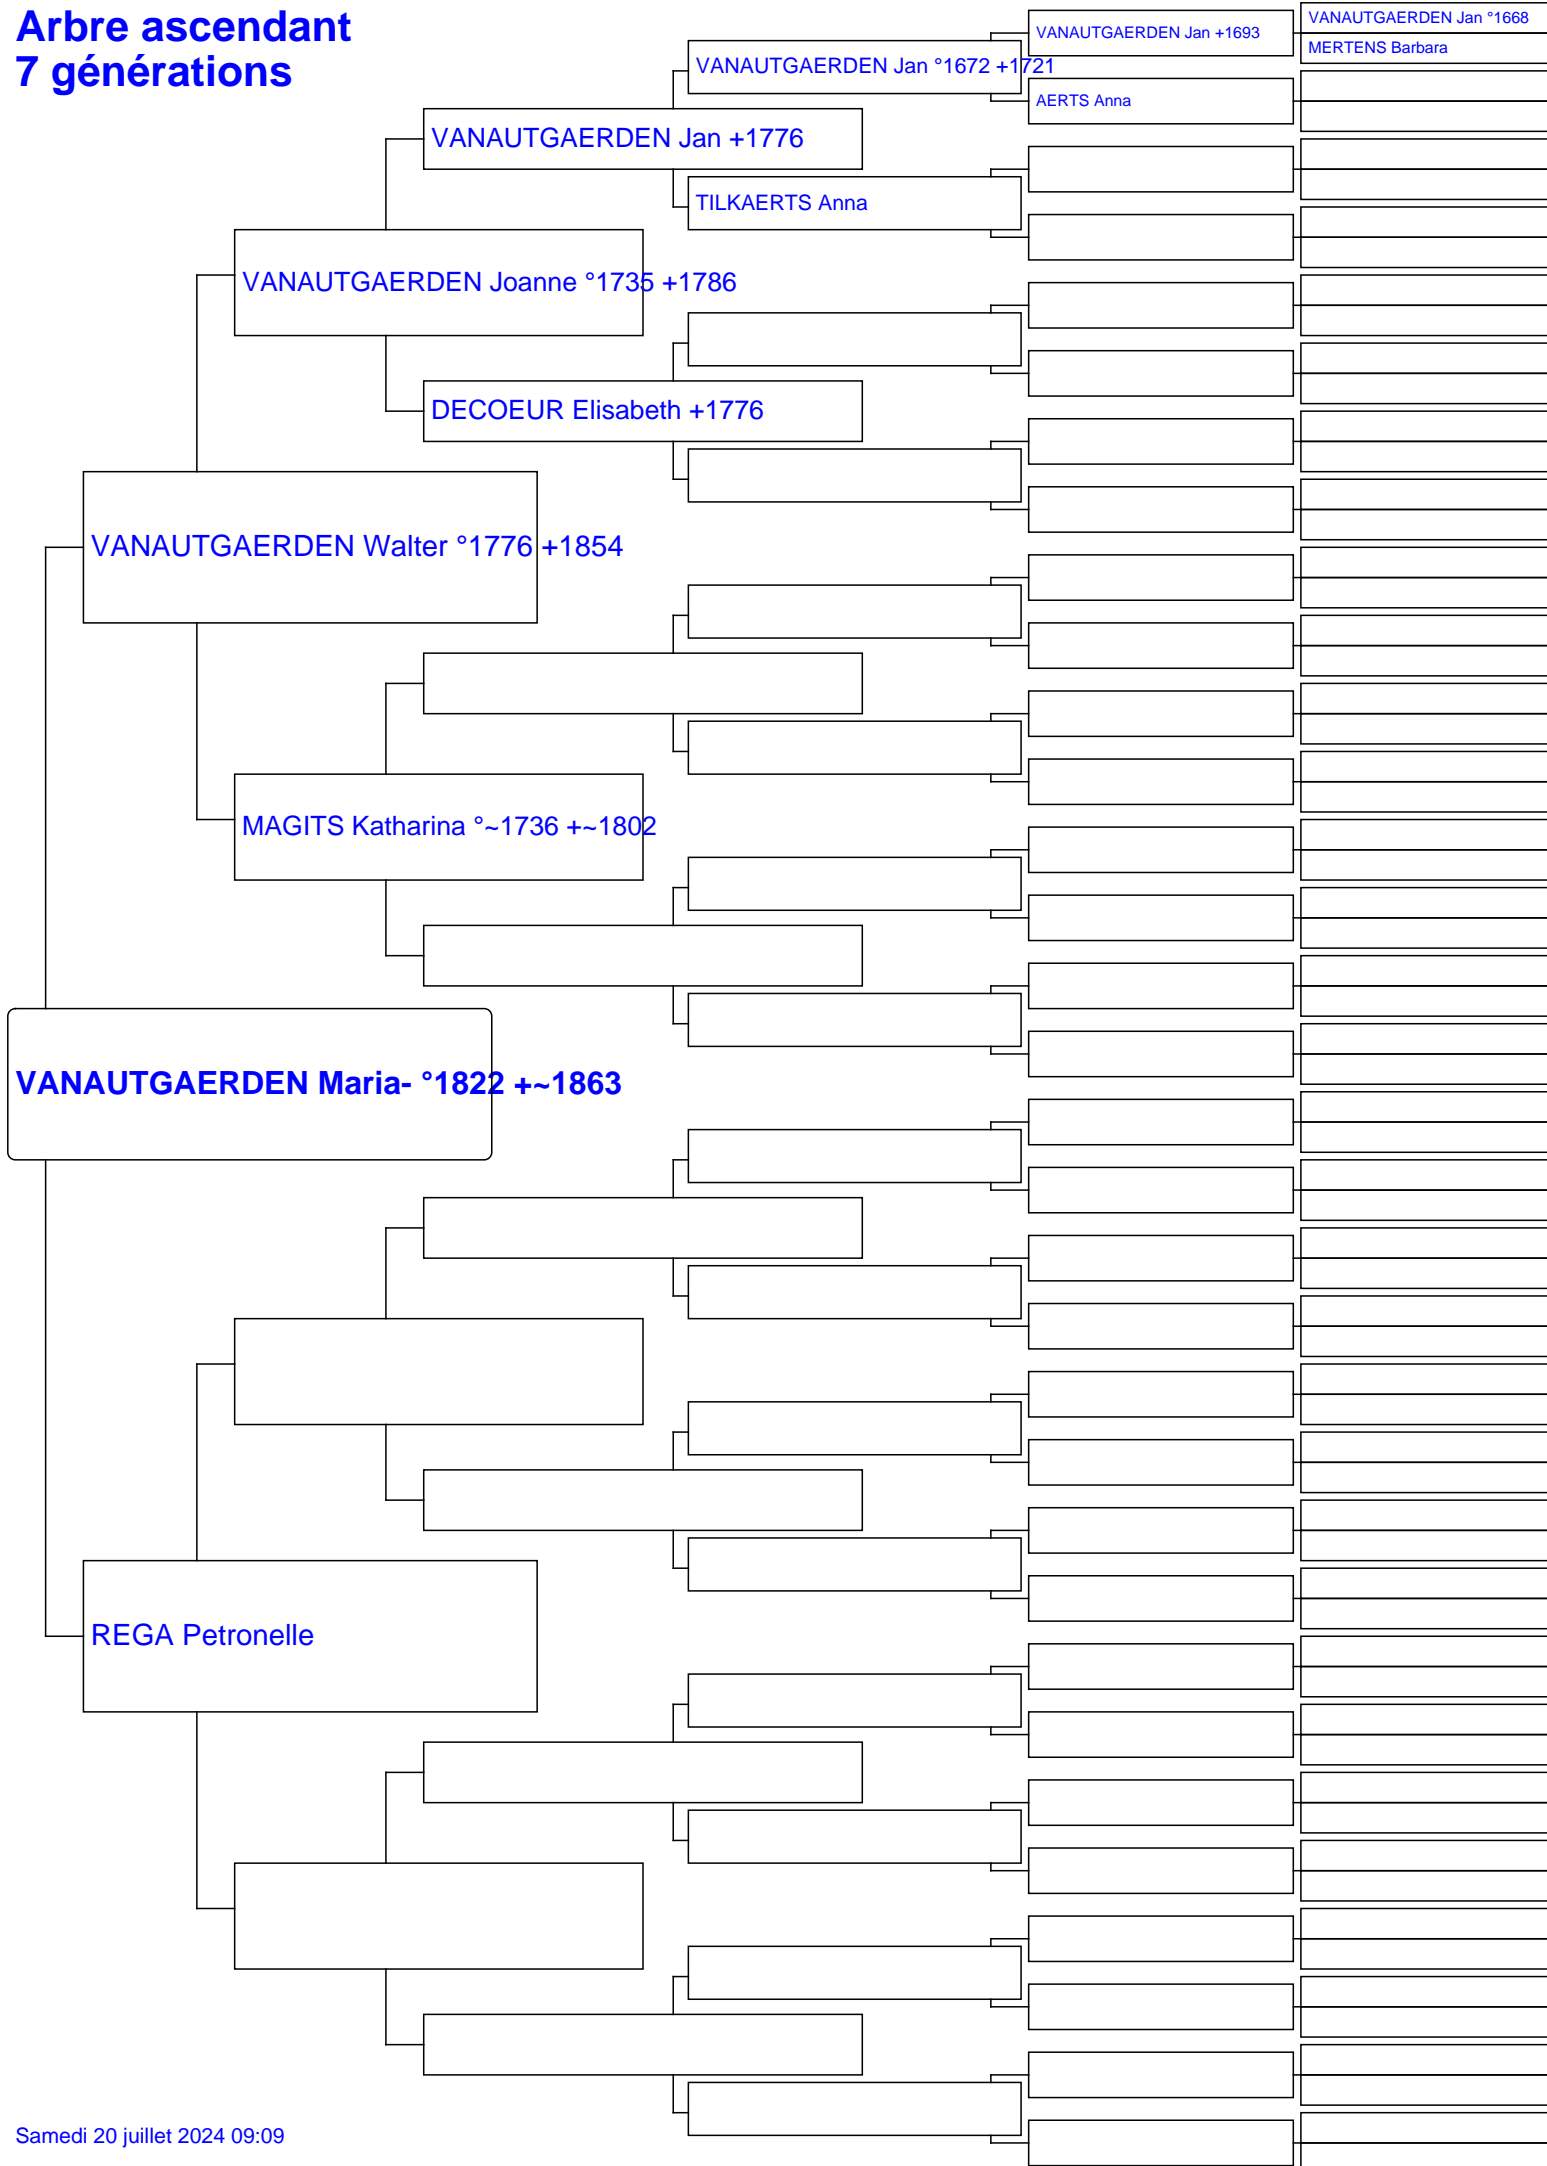 Arbre ascendant
7 générations
VANAUTGAERDEN Jan +1693
VANAUTGAERDEN Jan °1668
MERTENS Barbara
VANAUTGAERDEN Jan °1672 +1721
AERTS Anna
VANAUTGAERDEN Jan +1776
TILKAERTS Anna
VANAUTGAERDEN Joanne °1735 +1786
DECOEUR Elisabeth +1776
VANAUTGAERDEN Walter °1776 +1854
MAGITS Katharina °~1736 +~1802
VANAUTGAERDEN Maria- °1822 +~1863
REGA Petronelle
Samedi 20 juillet 2024 09:09